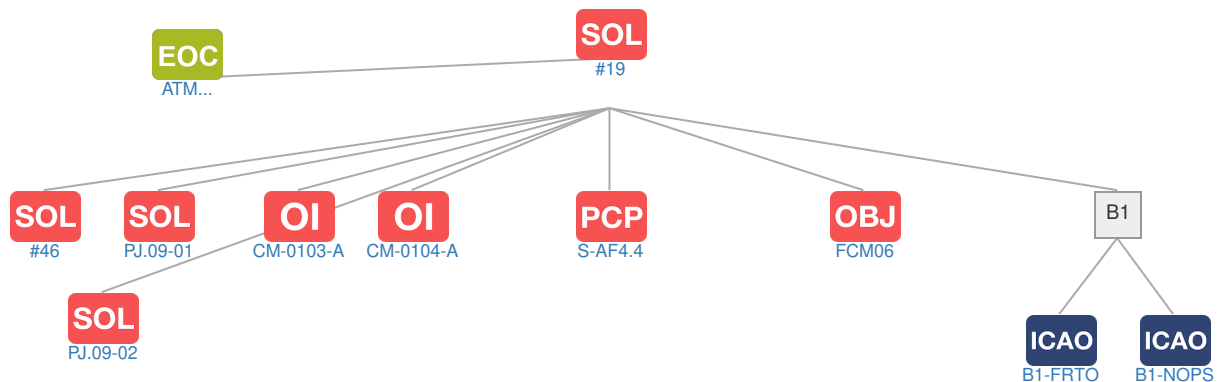 SOL
#19
EOC
ATM...
SOL
#46
SOL
PJ.09-01
OI
CM-0103-A
OI
CM-0104-A
PCP
S-AF4.4
OBJ
FCM06
B1
SOL
PJ.09-02
ICAO
B1-FRTO
ICAO
B1-NOPS